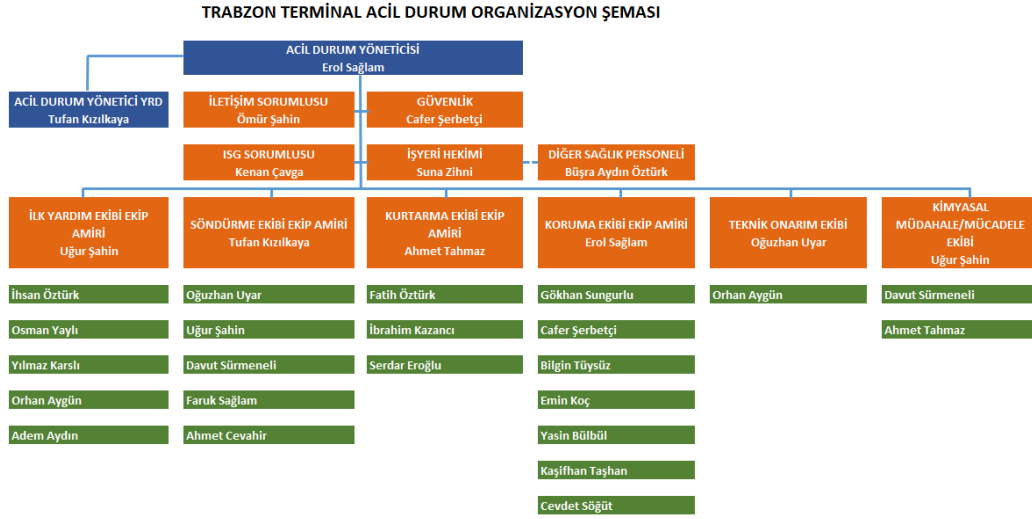 TRABZON TERMİNAL ACİL DURUM ORGANİZASYON ŞEMASI
ACİL DURUM YÖNETİCİSİ
Erol Sağlam
ACİL DURUM YÖNETİCİ YRD
Tufan Kızılkaya
İLETİŞİM SORUMLUSU
Ömür Şahin
GÜVENLİK
Cafer Şerbetçi
ISG SORUMLUSU
Kenan Çavga
İŞYERİ HEKİMİ
Suna Zihni
DİĞER SAĞLIK PERSONELİ
Büşra Aydın Öztürk
İLK YARDIM EKİBİ EKİP
AMİRİ
Uğur Şahin
İhsan Öztürk
Osman Yaylı
Yılmaz Karslı
Orhan Aygün
Adem Aydın
SÖNDÜRME EKİBİ EKİP AMİRİ
Tufan Kızılkaya
Oğuzhan Uyar
Uğur Şahin
Davut Sürmeneli
Faruk Sağlam
Ahmet Cevahir
KURTARMA EKİBİ EKİP
AMİRİ
Ahmet Tahmaz
Fatih Öztürk
İbrahim Kazancı
Serdar Eroğlu
KORUMA EKİBİ EKİP AMİRİ
Erol Sağlam
Gökhan Sungurlu
Cafer Şerbetçi
Bilgin Tüysüz
Emin Koç
Yasin Bülbül
Kaşifhan Taşhan
Cevdet Söğüt
TEKNİK ONARIM EKİBİ
Oğuzhan Uyar
Orhan Aygün
KİMYASAL
MÜDAHALE/MÜCADELE
EKİBİ
Uğur Şahin
Davut Sürmeneli
Ahmet Tahmaz